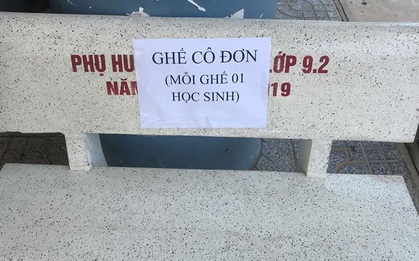 GHẾ CÔ ĐƠN
(MỖI GHẾ 01
HỌC SINH)
PHỤ HU LỚP 9.2
NĂM 19